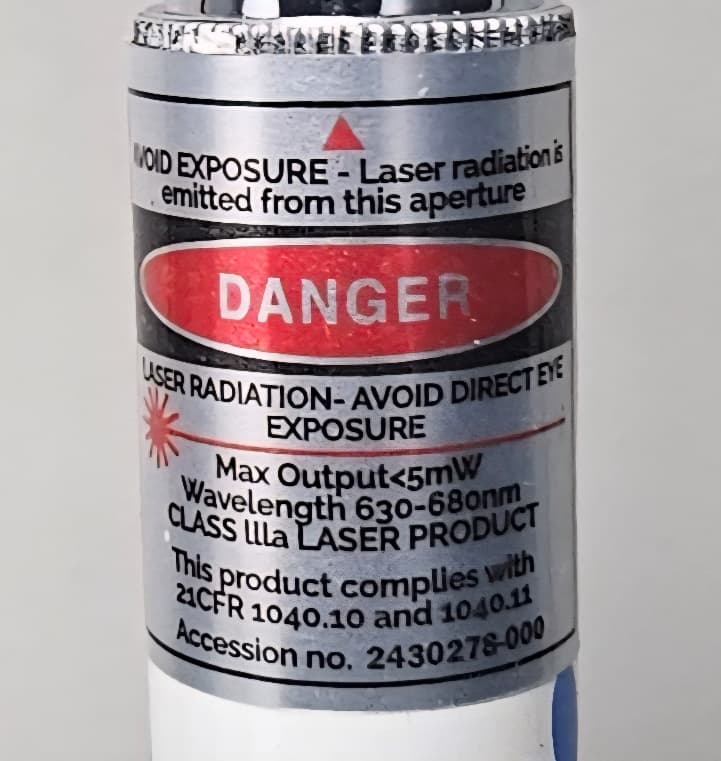 AVOID EXPOSURE - Laser radiation is
emitted from this aperture
DANGER
LASER RADIATION- AVOID DIRECT EYE
EXPOSURE
Max Output<5mW
Wavelength 630-680nm
CLASS llla LASER PRODUCT
This product complies with
21CFR 1040.10 and 1040.11
Accession no. 2430278-000